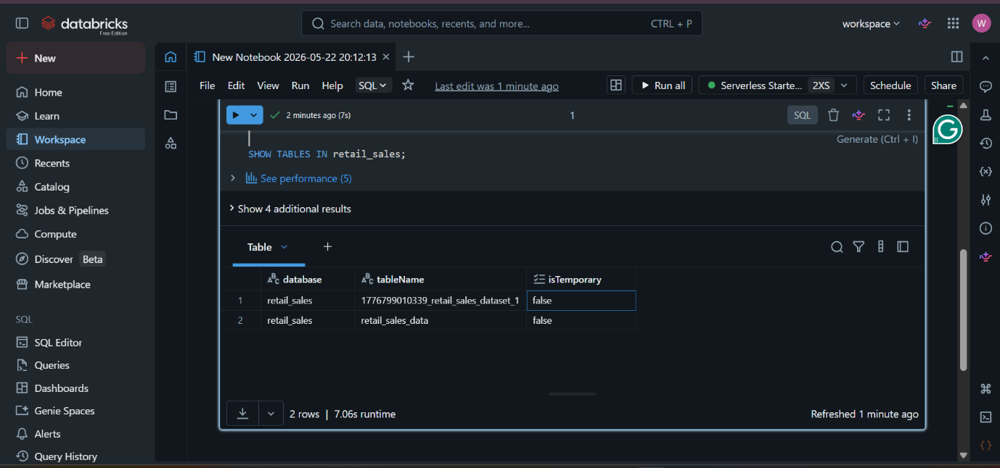 databricks
Free Edition
Search data, notebooks, recents, and more... CTRL + P
workspace
W
New
Home
Learn
Workspace
Recents
Catalog
Jobs & Pipelines
Compute
Discover Beta
Marketplace
SQL
SQL Editor
Queries
Dashboards
Genie Spaces
Alerts
Query History
New Notebook 2026-05-22 20:12:13
File Edit View Run Help SQL Last edit was 1 minute ago Run all Serverless Starte... 2XS Schedule Share
2 minutes ago (7s) 1 SQL
Generate (Ctrl + I)
SHOW TABLES IN retail_sales;
See performance (5)
Show 4 additional results
Table
database tableName isTemporary
1 retail_sales 1776799010339_retail_sales_dataset_1 false
2 retail_sales retail_sales_data false
2 rows | 7.06s runtime Refreshed 1 minute ago